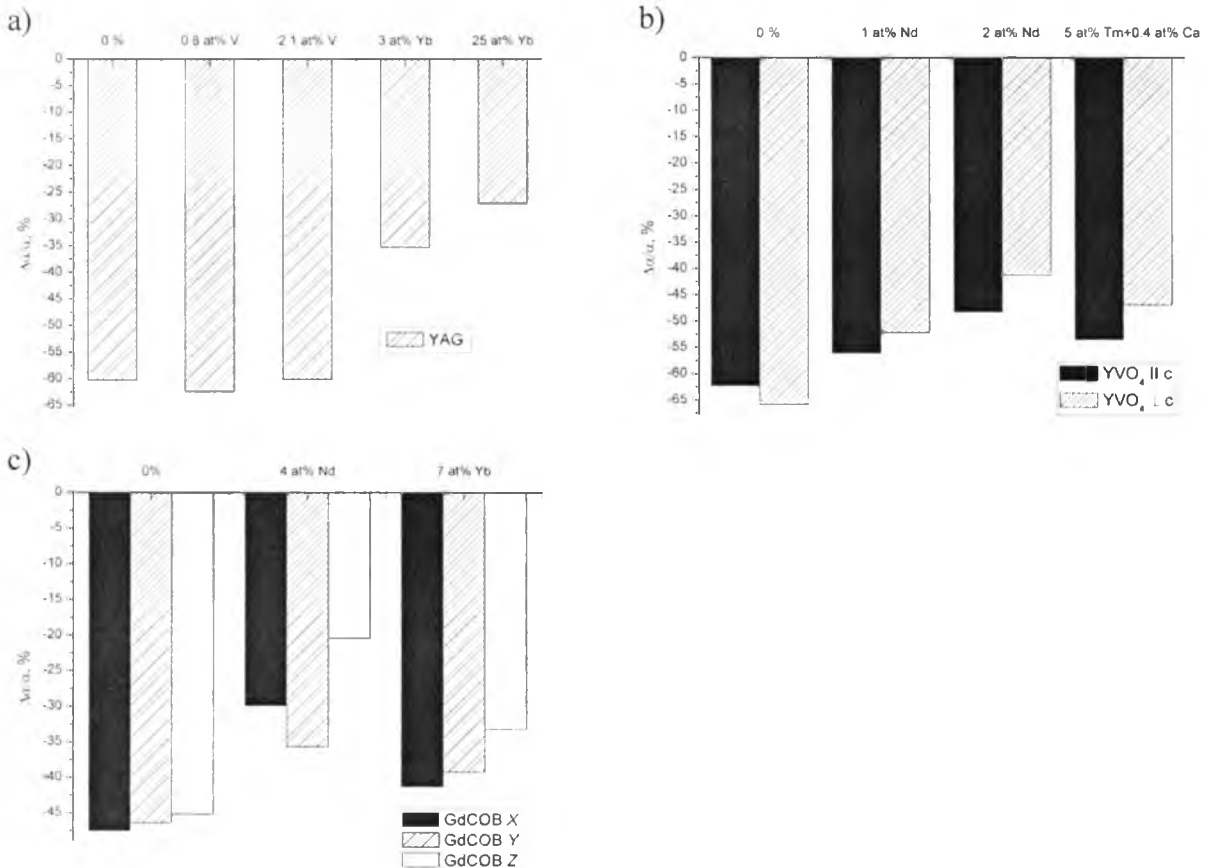 a)
0 % 0.8 at% V 2.1 at% V 3 at% Yb 25 at% Yb
0
-5
-10
-15
-20
-25
-30
-35
-40
-45
-50
-55
-60
-65
Δα/α, %
YAG
b)
0 % 1 at% Nd 2 at% Nd 5 at% Tm+0.4 at% Ca
0
-5
-10
-15
-20
-25
-30
-35
-40
-45
-50
-55
-60
-65
Δα/α, %
YVO₄ II c
YVO₄ ⊥ c
c)
0% 4 at% Nd 7 at% Yb
0
-5
-10
-15
-20
-25
-30
-35
-40
-45
Δα/α, %
GdCOB X
GdCOB Y
GdCOB Z